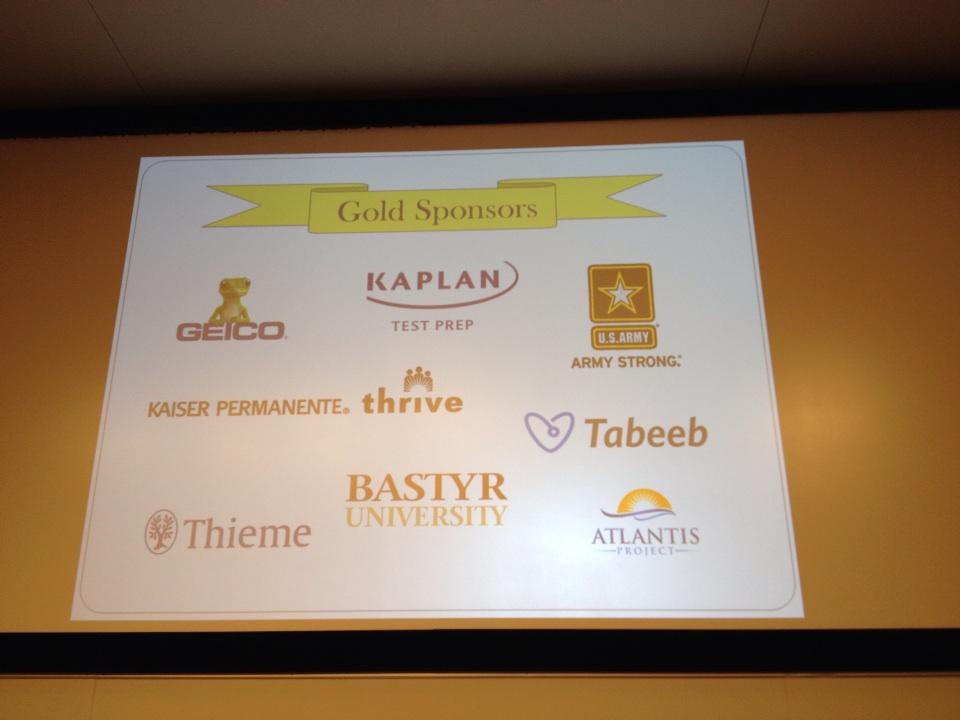 Gold Sponsors
GEICO®
KAPLAN
TEST PREP
U.S.ARMY®
ARMY STRONG.®
KAISER PERMANENTE® thrive
Tabeeb
Thieme
BASTYR
UNIVERSITY
ATLANTIS
PROJECT